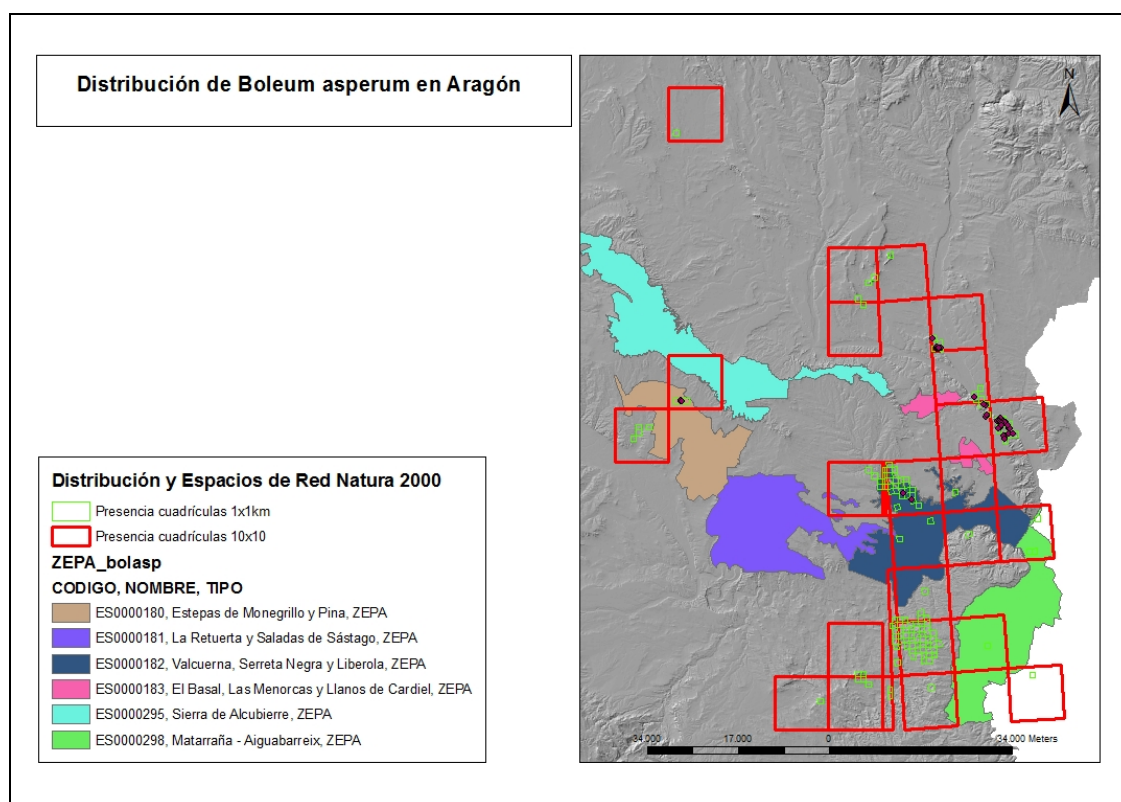 Distribución de Boleum asperum en Aragón
N
Distribución y Espacios de Red Natura 2000
Presencia cuadrículas 1x1km
Presencia cuadrículas 10x10
ZEPA_bolasp
CODIGO, NOMBRE, TIPO
ES0000180, Estepas de Monegrillo y Pina, ZEPA
ES0000181, La Retuerta y Saladas de Sástago, ZEPA
ES0000182, Valcuerna, Serreta Negra y Liberola, ZEPA
ES0000183, El Basal, Las Menorcas y Llanos de Cardiel, ZEPA
ES0000295, Sierra de Alcubierre, ZEPA
ES0000298, Matarraña - Aiguabarreix, ZEPA
34.000 17.000 0 34.000 Meters